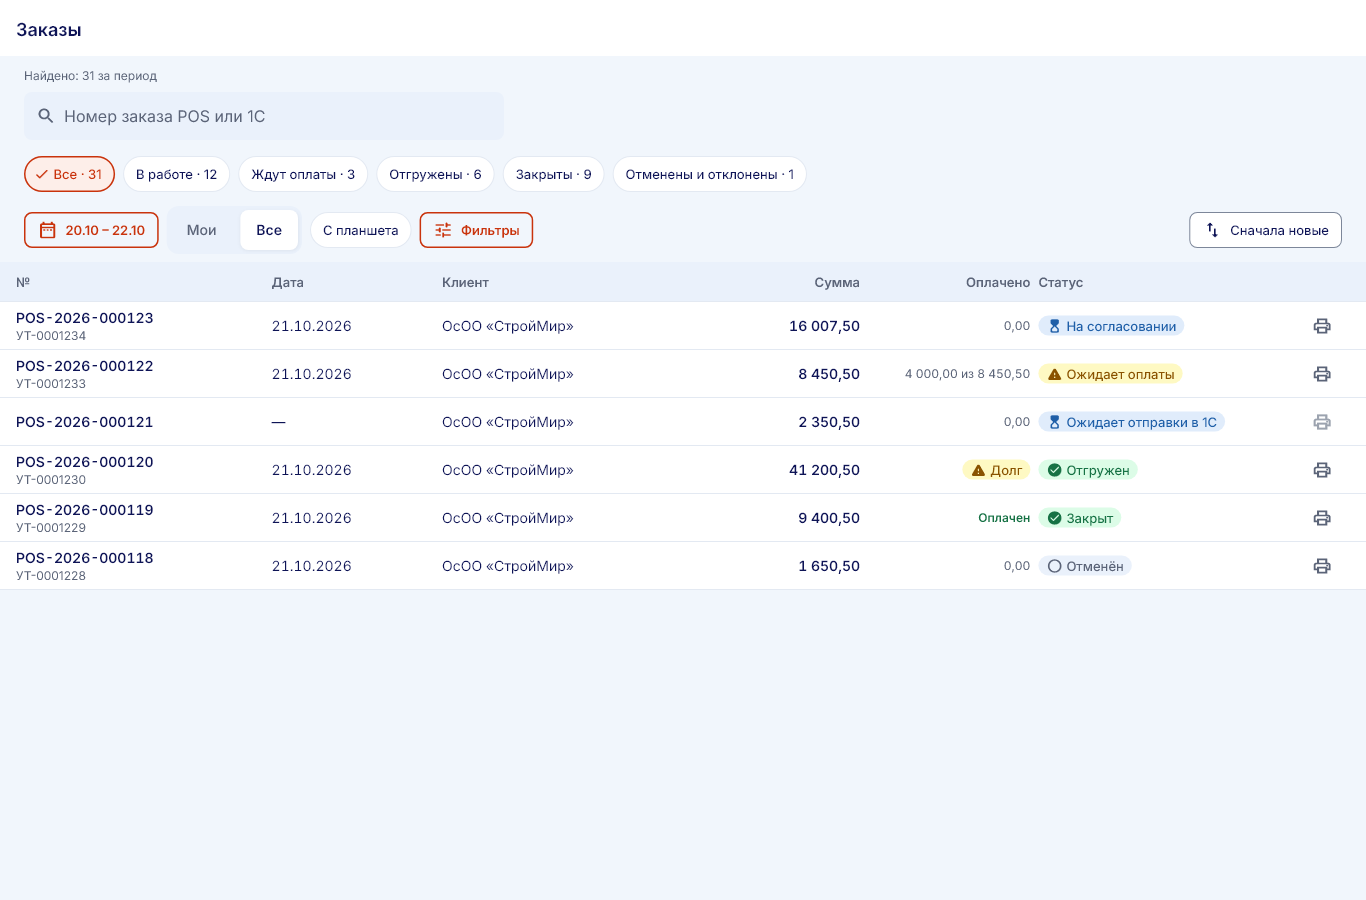 Заказы
Найдено: 31 за период
Номер заказа POS или 1С
Все · 31 В работе · 12 Ждут оплаты · 3 Отгружены · 6 Закрыты · 9 Отменены и отклонены · 1
20.10 – 22.10 Мои Все С планшета Фильтры Сначала новые
№ Дата Клиент Сумма Оплачено Статус
POS-2026-000123 21.10.2026 ОсОО «СтройМир» 16 007,50 0,00 На согласовании
УТ-0001234
POS-2026-000122 21.10.2026 ОсОО «СтройМир» 8 450,50 4 000,00 из 8 450,50 Ожидает оплаты
УТ-0001233
POS-2026-000121 — ОсОО «СтройМир» 2 350,50 0,00 Ожидает отправки в 1С
POS-2026-000120 21.10.2026 ОсОО «СтройМир» 41 200,50 Долг Отгружен
УТ-0001230
POS-2026-000119 21.10.2026 ОсОО «СтройМир» 9 400,50 Оплачен Закрыт
УТ-0001229
POS-2026-000118 21.10.2026 ОсОО «СтройМир» 1 650,50 0,00 Отменён
УТ-0001228